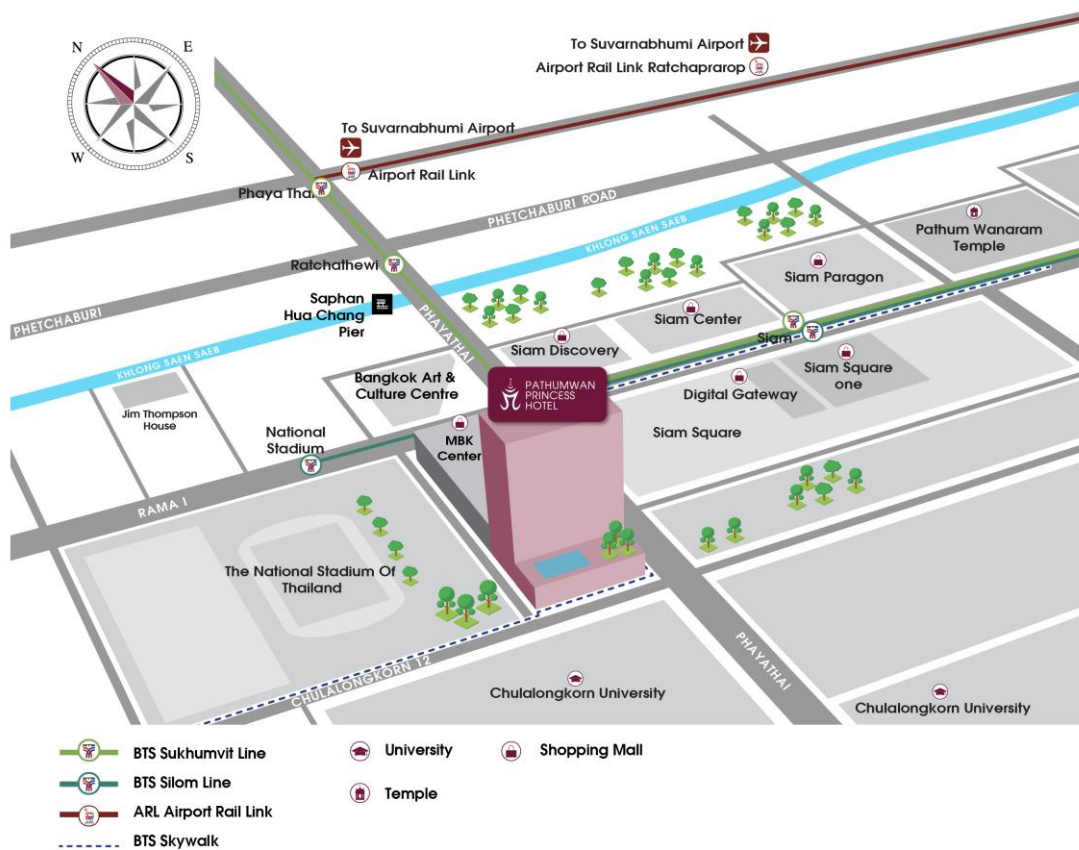 N
E
W
S
To Suvarnabhumi Airport
Airport Rail Link Ratchaprarop
To Suvarnabhumi Airport
Airport Rail Link
Phaya Thai
PHETCHABURI ROAD
KHLONG SAEN SAEB
Pathum Wanaram
Temple
Ratchathewi
Siam Paragon
Saphan
Hua Chang
Pier
PHETCHABURI
PHAYATHAI
Siam Center
Siam
Siam Discovery
KHLONG SAEN SAEB
Bangkok Art &
Culture Centre
PATHUMWAN
PRINCESS
HOTEL
Siam Square
one
Digital Gateway
Jim Thompson
House
National
Stadium
MBK
Center
Siam Square
RAMA I
The National Stadium Of
Thailand
CHULALONGKORN 12
PHAYATHAI
Chulalongkorn University
Chulalongkorn University
BTS Sukhumvit Line
University
Shopping Mall
BTS Silom Line
Temple
ARL Airport Rail Link
BTS Skywalk